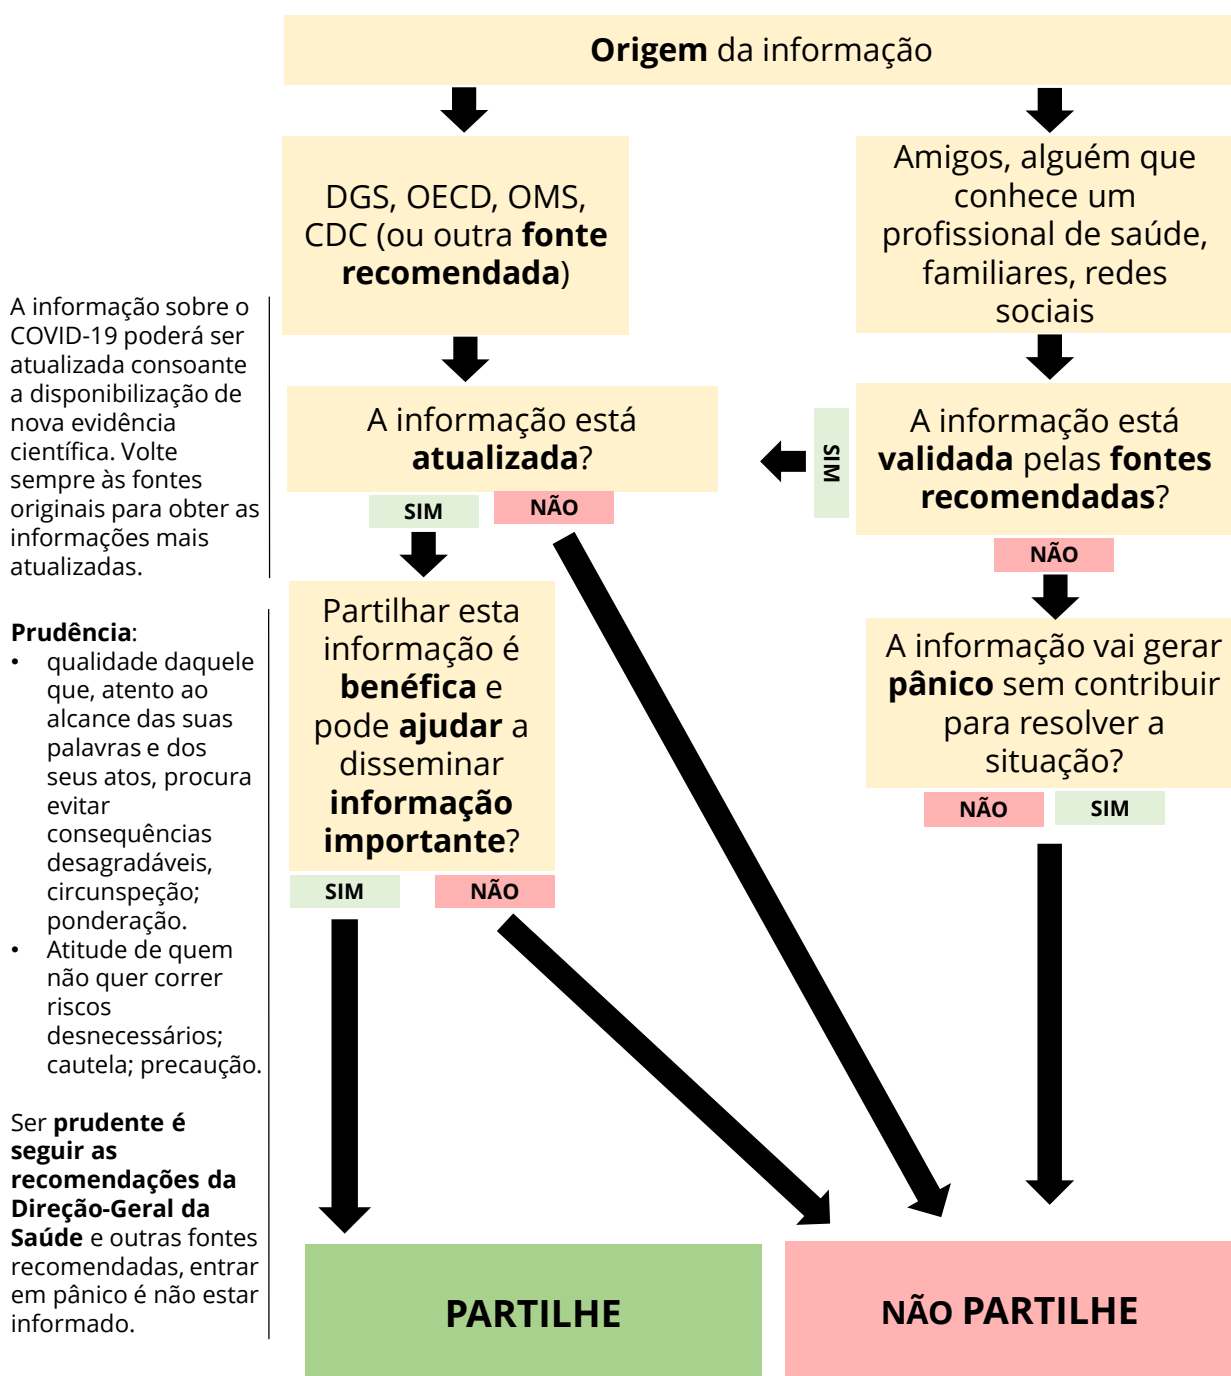 Origem da informação
DGS, OECD, OMS,
CDC (ou outra fonte
recomendada)
Amigos, alguém que
conhece um
profissional de saúde,
familiares, redes
sociais
A informação sobre o
COVID-19 poderá ser
atualizada consoante
a disponibilização de
nova evidência
científica. Volte
sempre às fontes
originais para obter as
informações mais
atualizadas.
A informação está
atualizada?
SIM
NÃO
SIM
A informação está
validada pelas fontes
recomendadas?
NÃO
Partilhar esta
informação é
benéfica e
pode ajudar a
disseminar
informação
importante?
SIM
NÃO
A informação vai gerar
pânico sem contribuir
para resolver a
situação?
NÃO
SIM
Prudência:
• qualidade daquele
que, atento ao
alcance das suas
palavras e dos
seus atos, procura
evitar
consequências
desagradáveis,
circunspeção;
ponderação.
• Atitude de quem
não quer correr
riscos
desnecessários;
cautela; precaução.
Ser prudente é
seguir as
recomendações da
Direção-Geral da
Saúde e outras fontes
recomendadas, entrar
em pânico é não estar
informado.
PARTILHE
NÃO PARTILHE